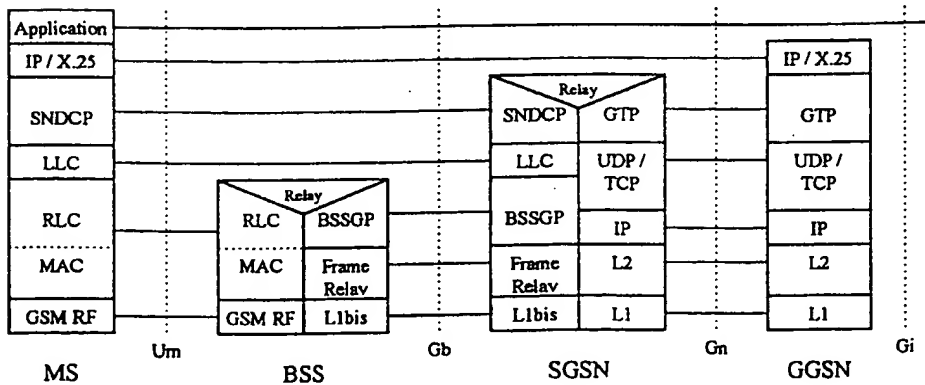 Application
IP / X.25
IP / X.25
Relay
SNDCP
SNDCP
GTP
GTP
LLC
LLC
UDP /
TCP
UDP /
TCP
Relay
RLC
RLC
BSSGP
BSSGP
IP
IP
MAC
MAC
Frame
Relay
Frame
Relay
L2
L2
GSM RF
GSM RF
L1bis
L1bis
L1
L1
Um
Gb
Gn
Gi
MS
BSS
SGSN
GGSN